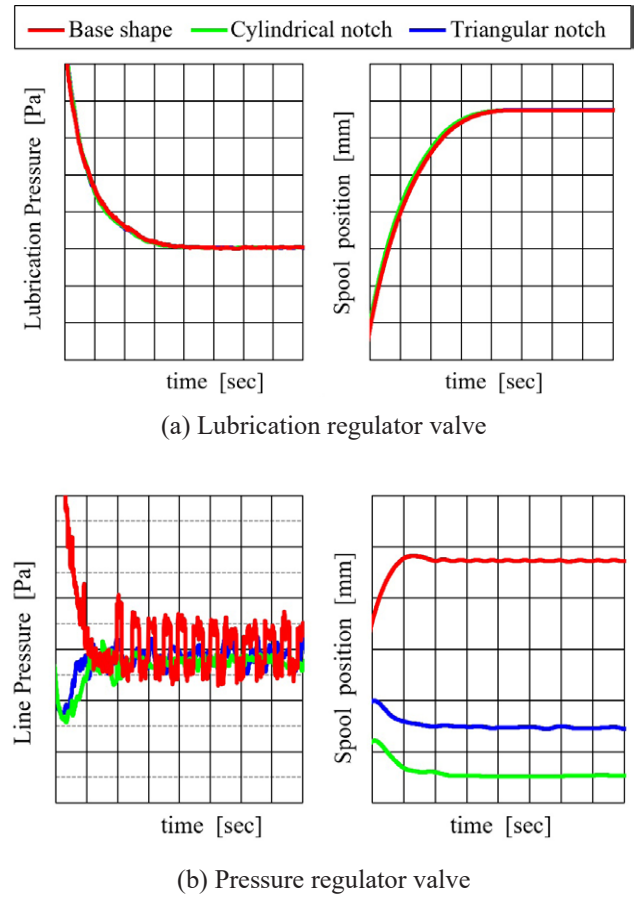 Base shape Cylindrical notch Triangular notch
Lubrication Pressure [Pa]
time [sec]
Spool position [mm]
time [sec]
(a) Lubrication regulator valve
Line Pressure [Pa]
time [sec]
Spool position [mm]
time [sec]
(b) Pressure regulator valve